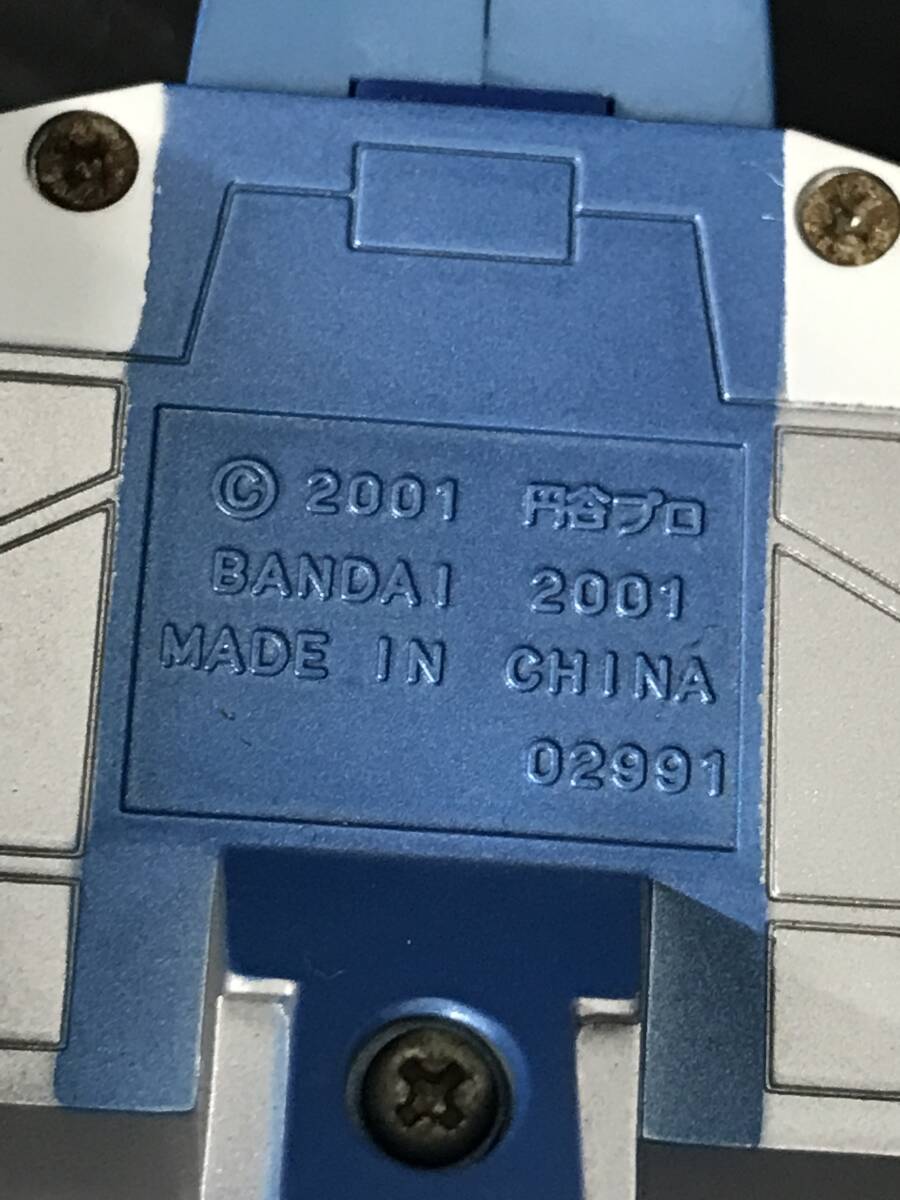 © 2001 円谷プロ
BANDAI 2001
MADE IN CHINA
02991